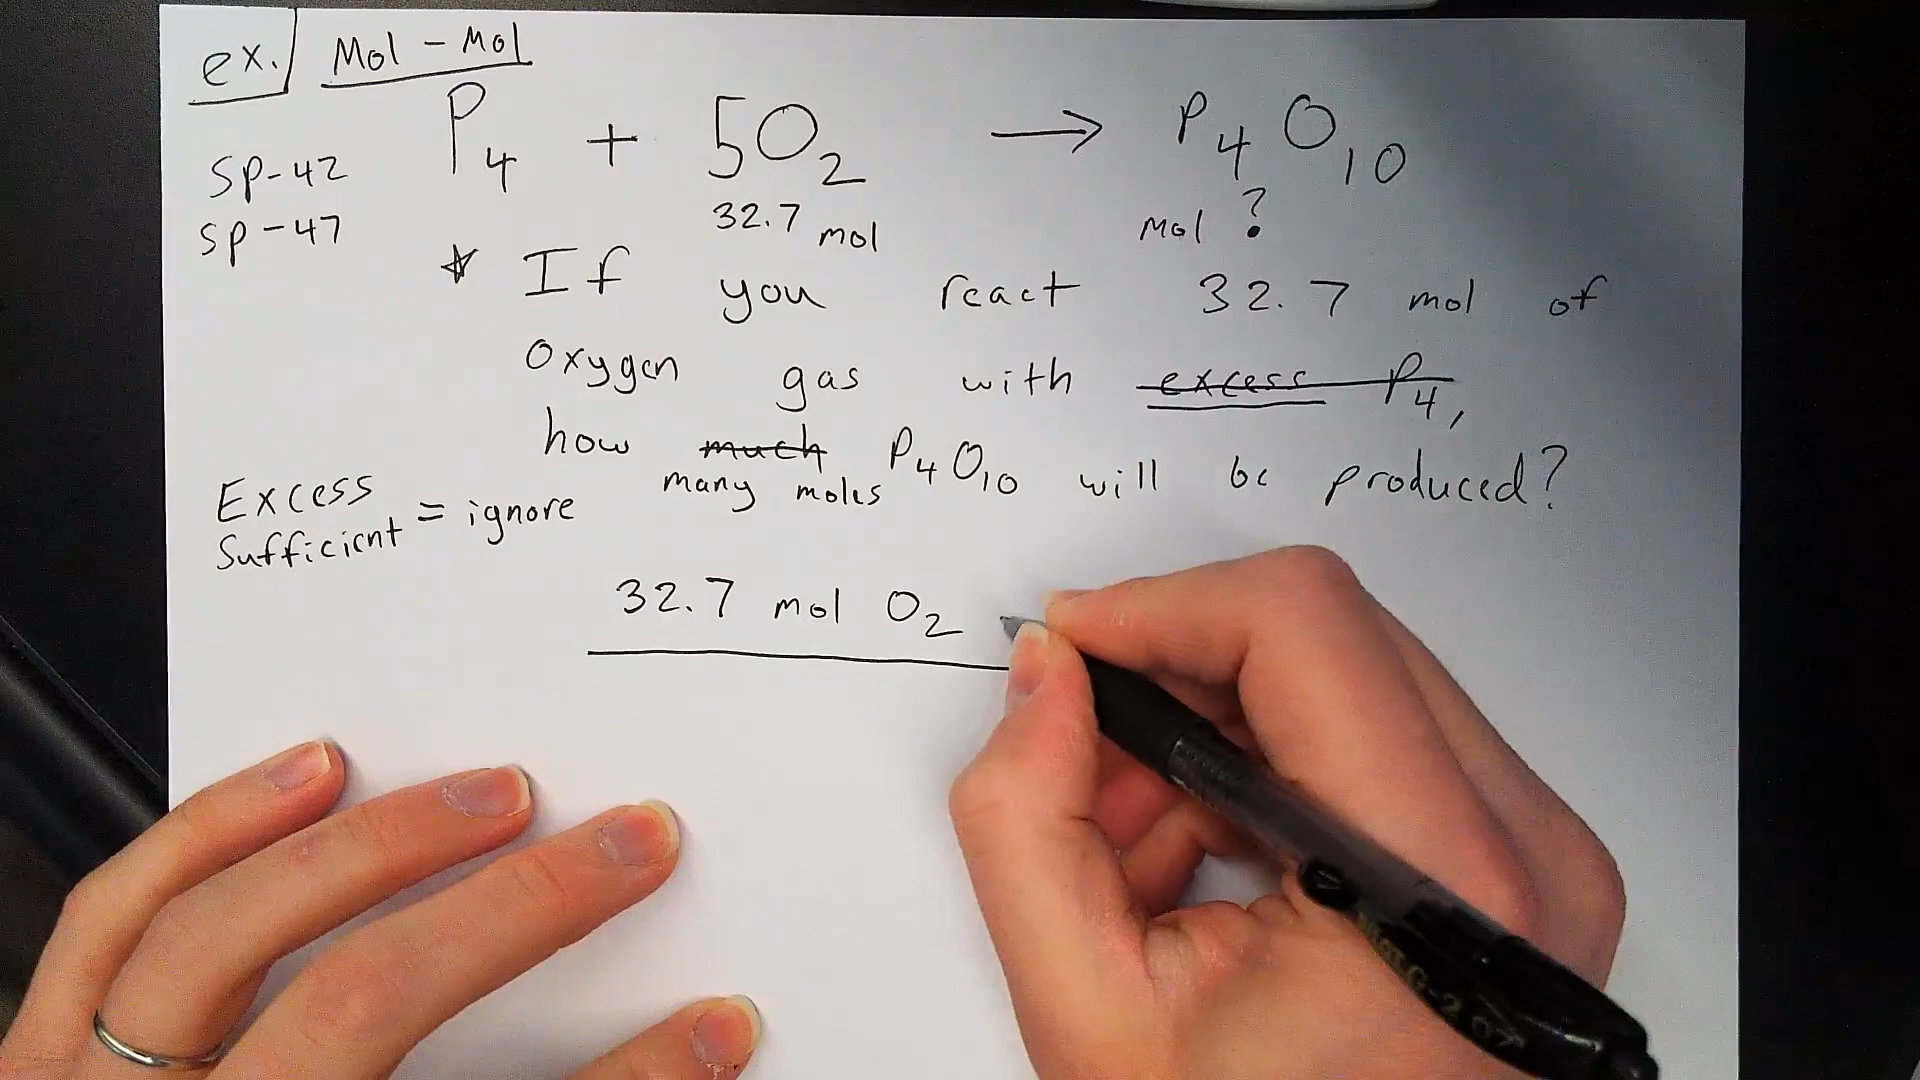 ex. Mol - Mol
P4 + 5O2 → P4O10
SP-42
32.7 mol mol ?
SP-47
* If you react 32.7 mol of
oxygen gas with excess P4,
how much P4O10 will be produced?
many moles
Excess
Sufficient = ignore
32.7 mol O2
G-2 07